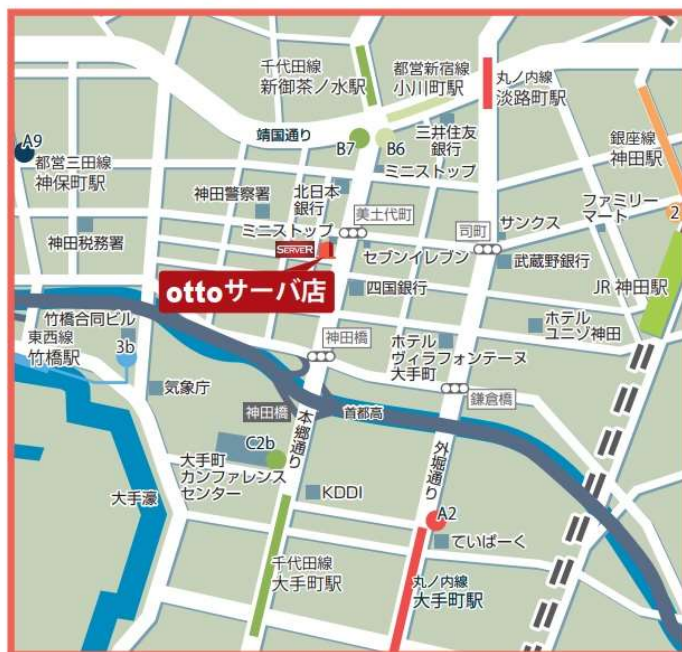 千代田線
新御茶ノ水駅
都営新宿線
小川町駅
丸ノ内線
淡路町駅
A9
都営三田線
神保町駅
靖国通り
B7
B6
三井住友
銀行
銀座線
神田駅
ミニストップ
神田警察署
北日本
銀行
美土代町
司町
サンクス
ファミリー
マート
2
神田税務署
ミニストップ
SERVER
セブンイレブン
武蔵野銀行
ottoサーバ店
四国銀行
JR 神田駅
竹橋合同ビル
東西線
竹橋駅
3b
神田橋
ホテル
ヴィラフォンテーヌ
大手町
ホテル
ユニゾ神田
気象庁
神田橋
首都高
鎌倉橋
本郷通り
外堀通り
C2b
大手町
カンファレンス
センター
大手濠
KDDI
A2
ていぱーく
千代田線
大手町駅
丸ノ内線
大手町駅